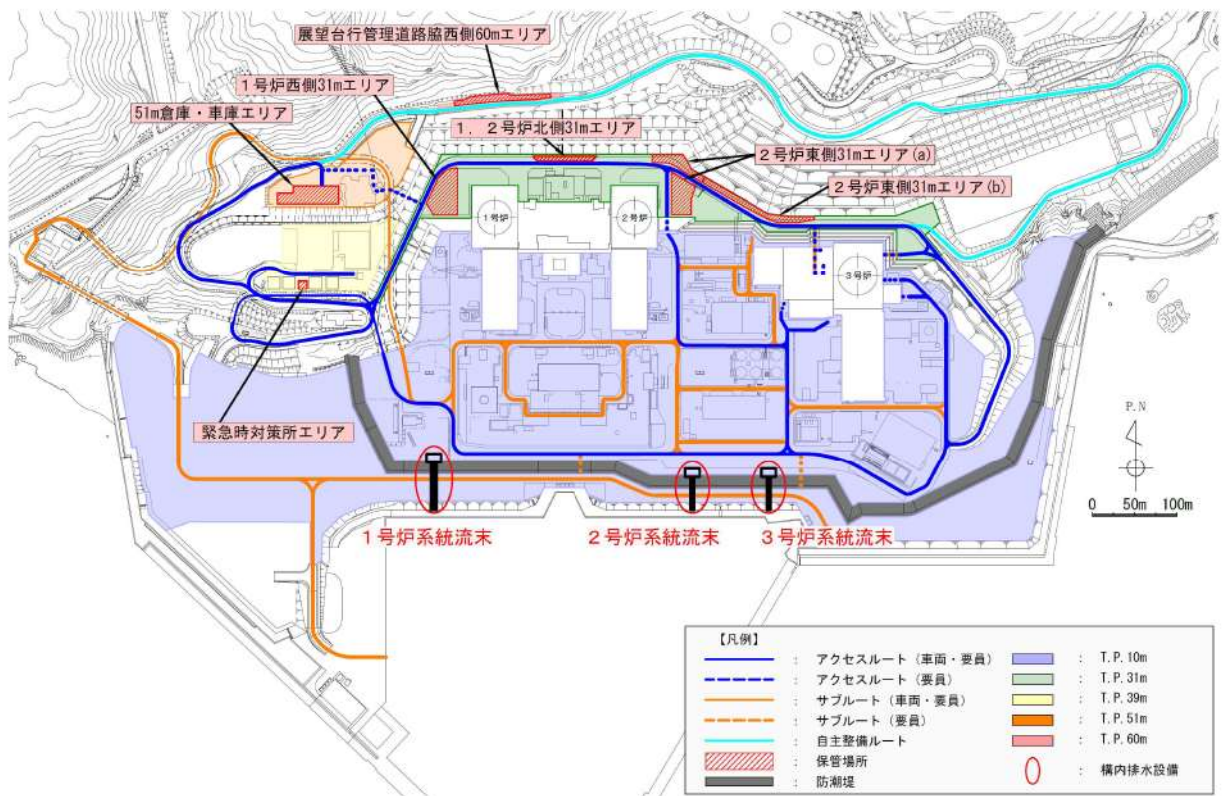 展望台行管理道路脇西側60mエリア
1号炉西側31mエリア
51m倉庫・車庫エリア
1．2号炉北側31mエリア
2号炉東側31mエリア(a)
2号炉東側31mエリア(b)
1号炉
2号炉
3号炉
緊急時対策所エリア
P.N
0 50m 100m
1号炉系統流末
2号炉系統流末
3号炉系統流末
【凡例】
： アクセスルート（車両・要員）
： アクセスルート（要員）
： サブルート（車両・要員）
： サブルート（要員）
： 自主整備ルート
： 保管場所
： 防潮堤
： T.P.10m
： T.P.31m
： T.P.39m
： T.P.51m
： T.P.60m
： 構内排水設備